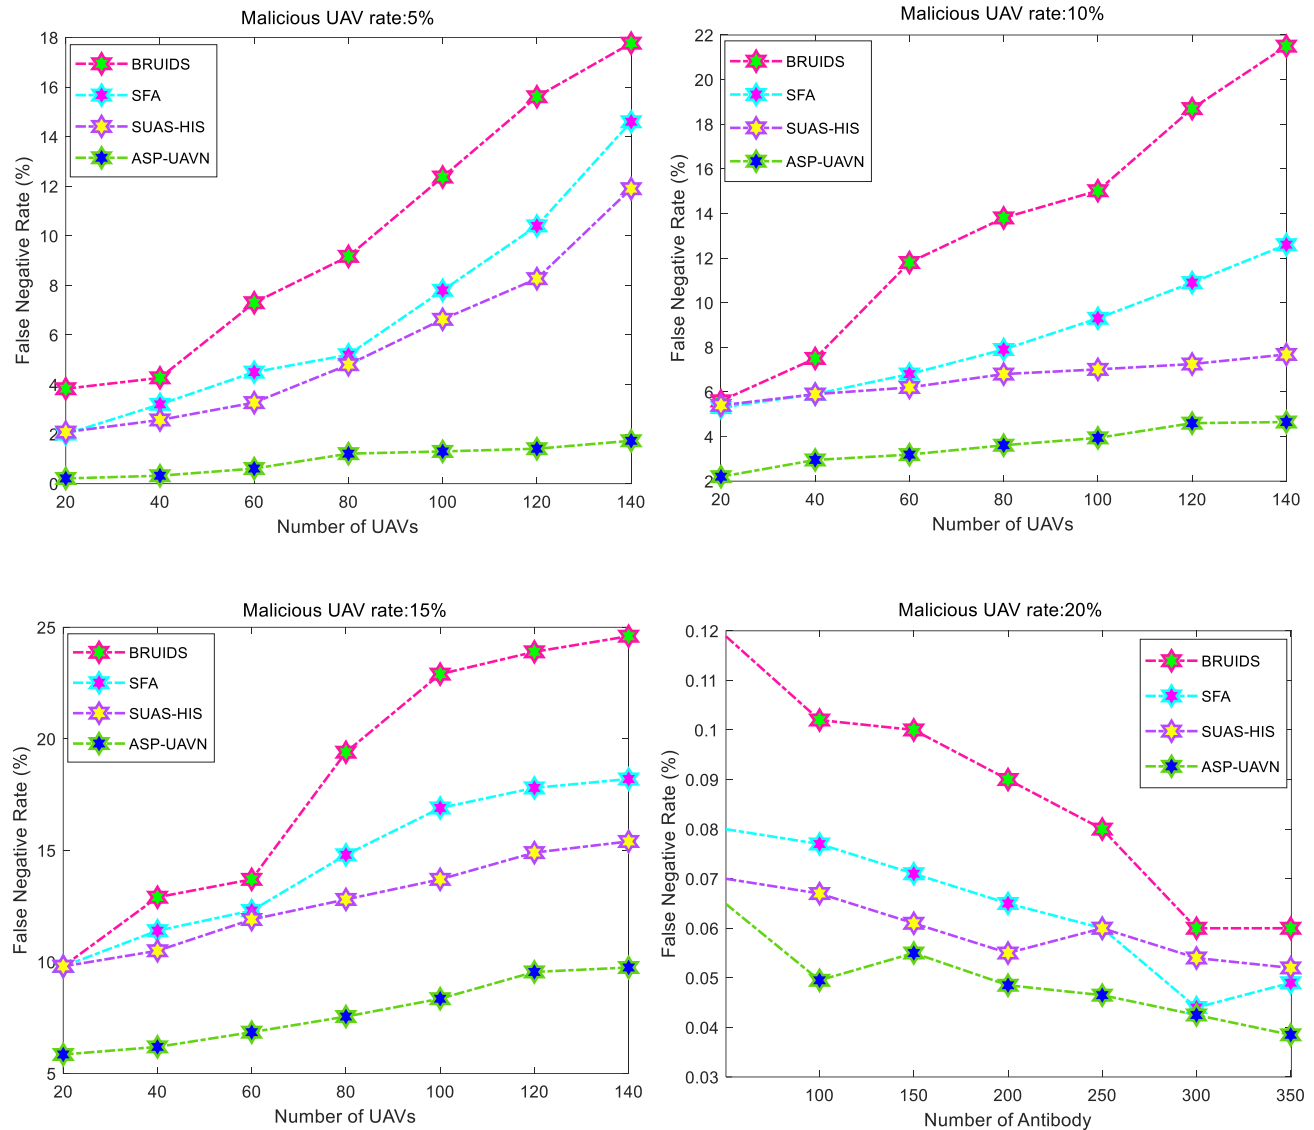 Malicious UAV rate:5%
18
16
14
12
10
8
6
4
2
0
False Negative Rate (%)
BRUIDS
SFA
SUAS-HIS
ASP-UAVN
20 40 60 80 100 120 140
Number of UAVs
Malicious UAV rate:10%
22
20
18
16
14
12
10
8
6
4
2
False Negative Rate (%)
BRUIDS
SFA
SUAS-HIS
ASP-UAVN
20 40 60 80 100 120 140
Number of UAVs
Malicious UAV rate:15%
25
20
15
10
5
False Negative Rate (%)
BRUIDS
SFA
SUAS-HIS
ASP-UAVN
20 40 60 80 100 120 140
Number of UAVs
Malicious UAV rate:20%
0.12
0.11
0.1
0.09
0.08
0.07
0.06
0.05
0.04
0.03
False Negative Rate (%)
BRUIDS
SFA
SUAS-HIS
ASP-UAVN
100 150 200 250 300 350
Number of Antibody